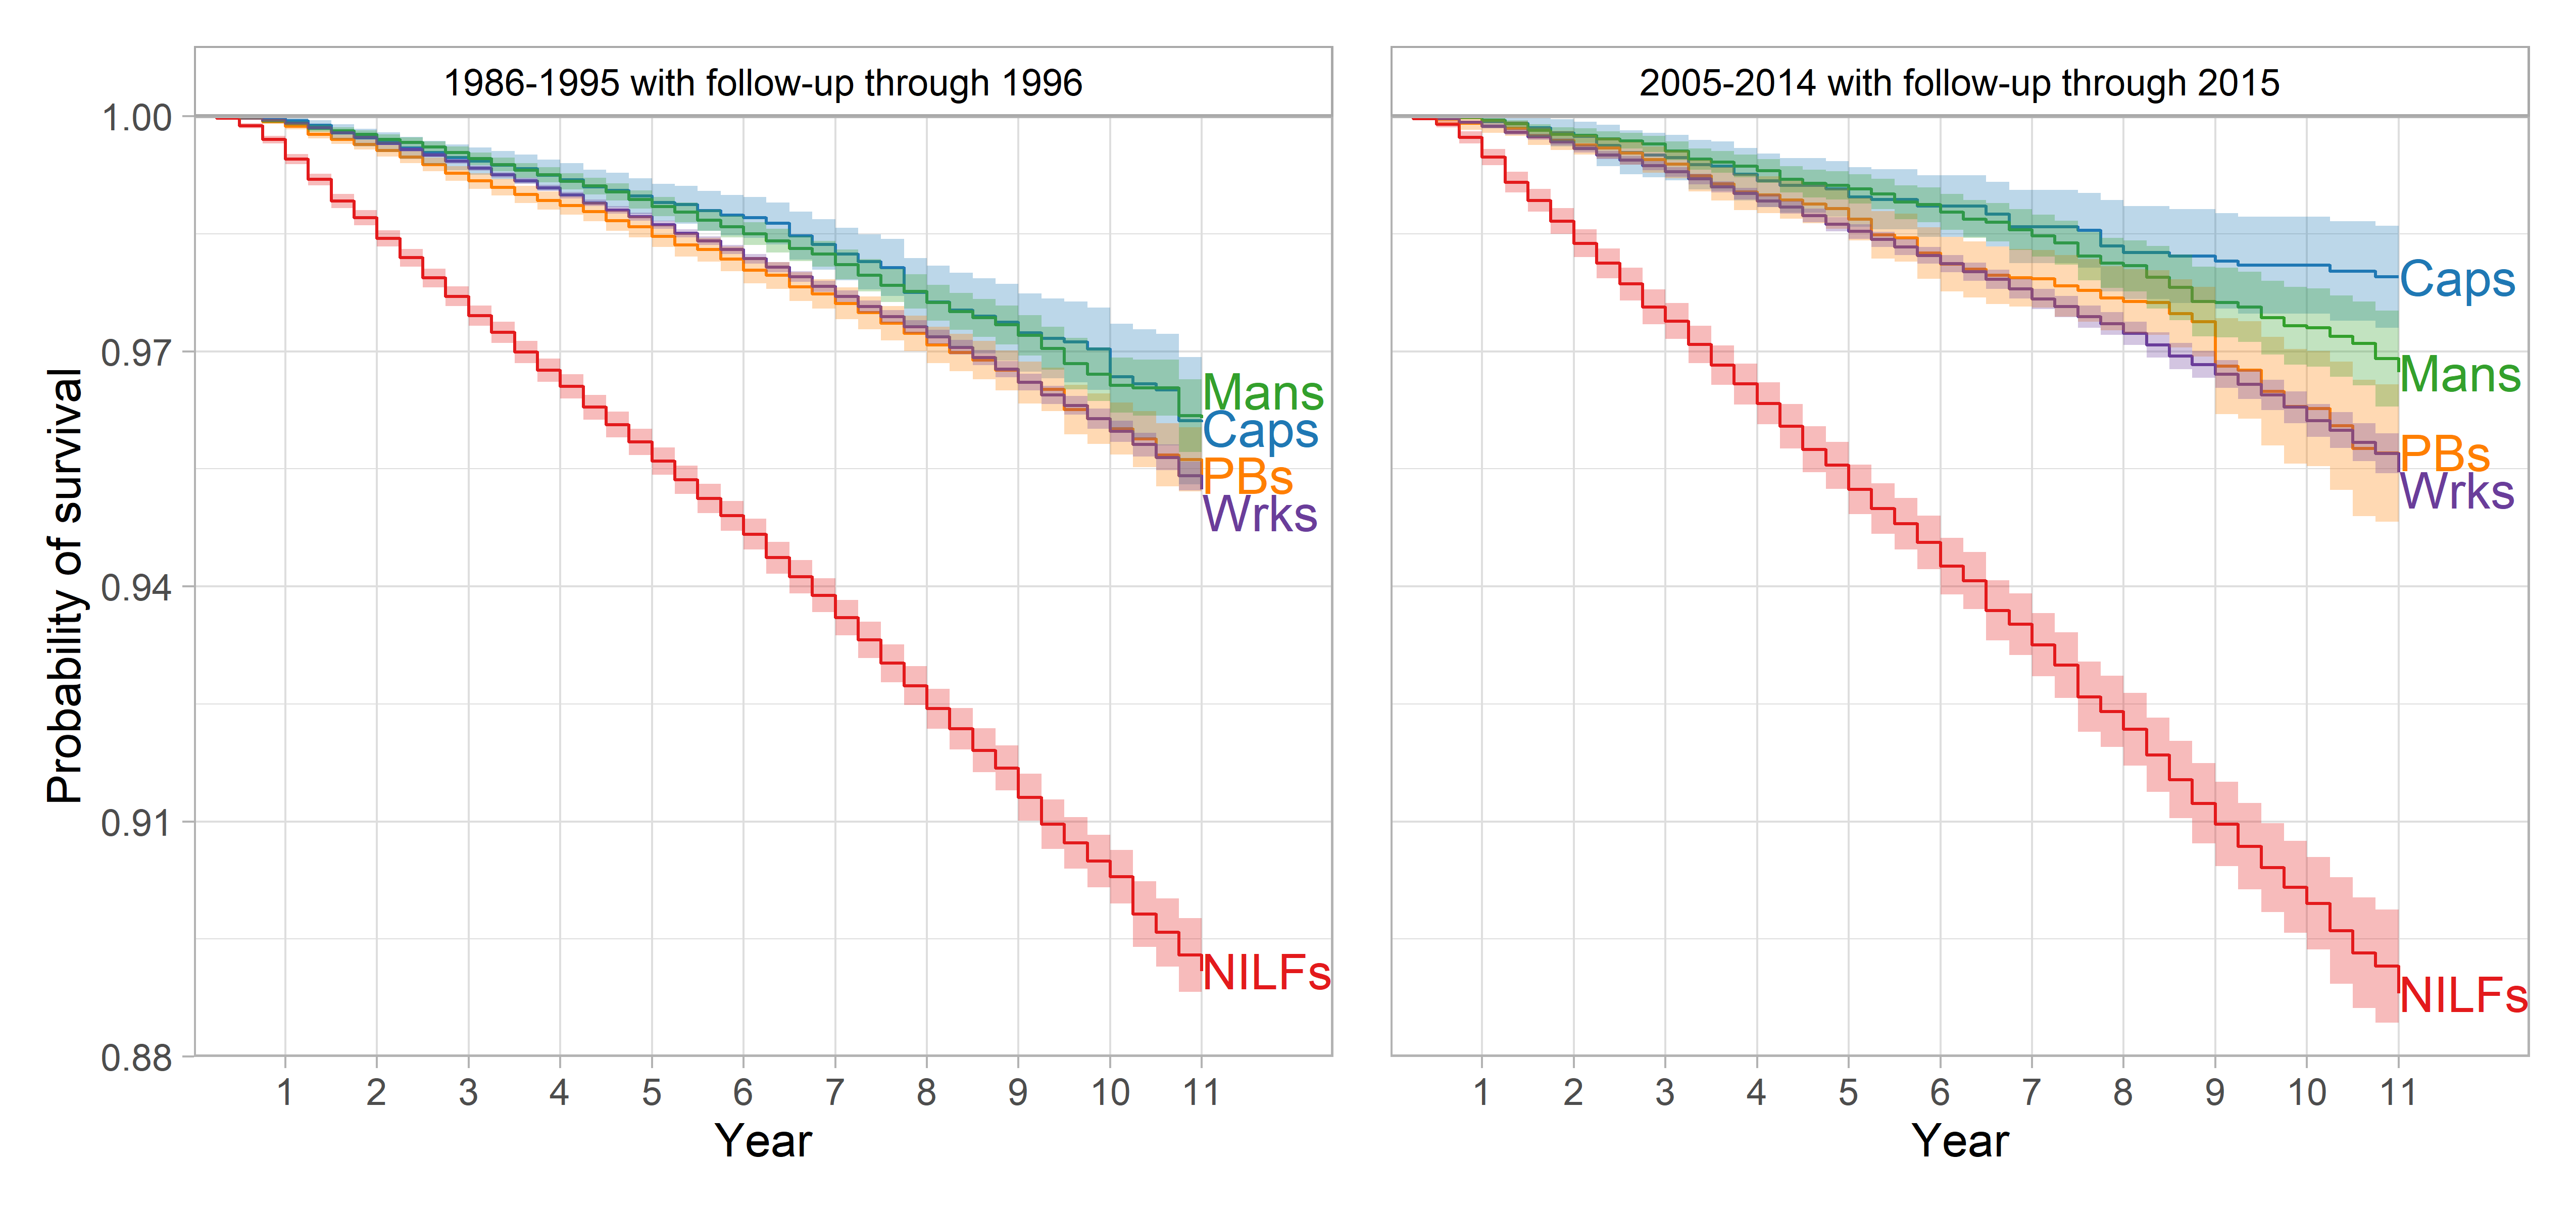 1986-1995 with follow-up through 1996
2005-2014 with follow-up through 2015
Probability of survival
1.00
0.97
0.94
0.91
0.88
Mans
Caps
PBs
Wrks
NILFs
Caps
Mans
PBs
Wrks
NILFs
1 2 3 4 5 6 7 8 9 10 11
1 2 3 4 5 6 7 8 9 10 11
Year
Year